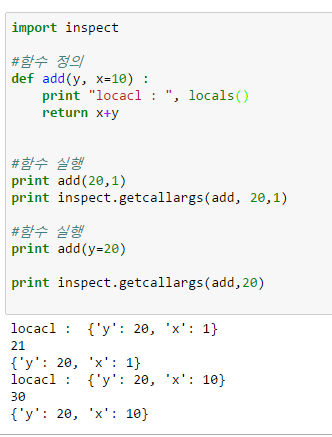 import inspect
#함수 정의
def add(y, x=10) :
    print "locacl : ", locals()
    return x+y
#함수 실행
print add(20,1)
print inspect.getcallargs(add, 20,1)
#함수 실행
print add(y=20)
print inspect.getcallargs(add,20)
locacl :  {'y': 20, 'x': 1}
21
{'y': 20, 'x': 1}
locacl :  {'y': 20, 'x': 10}
30
{'y': 20, 'x': 10}